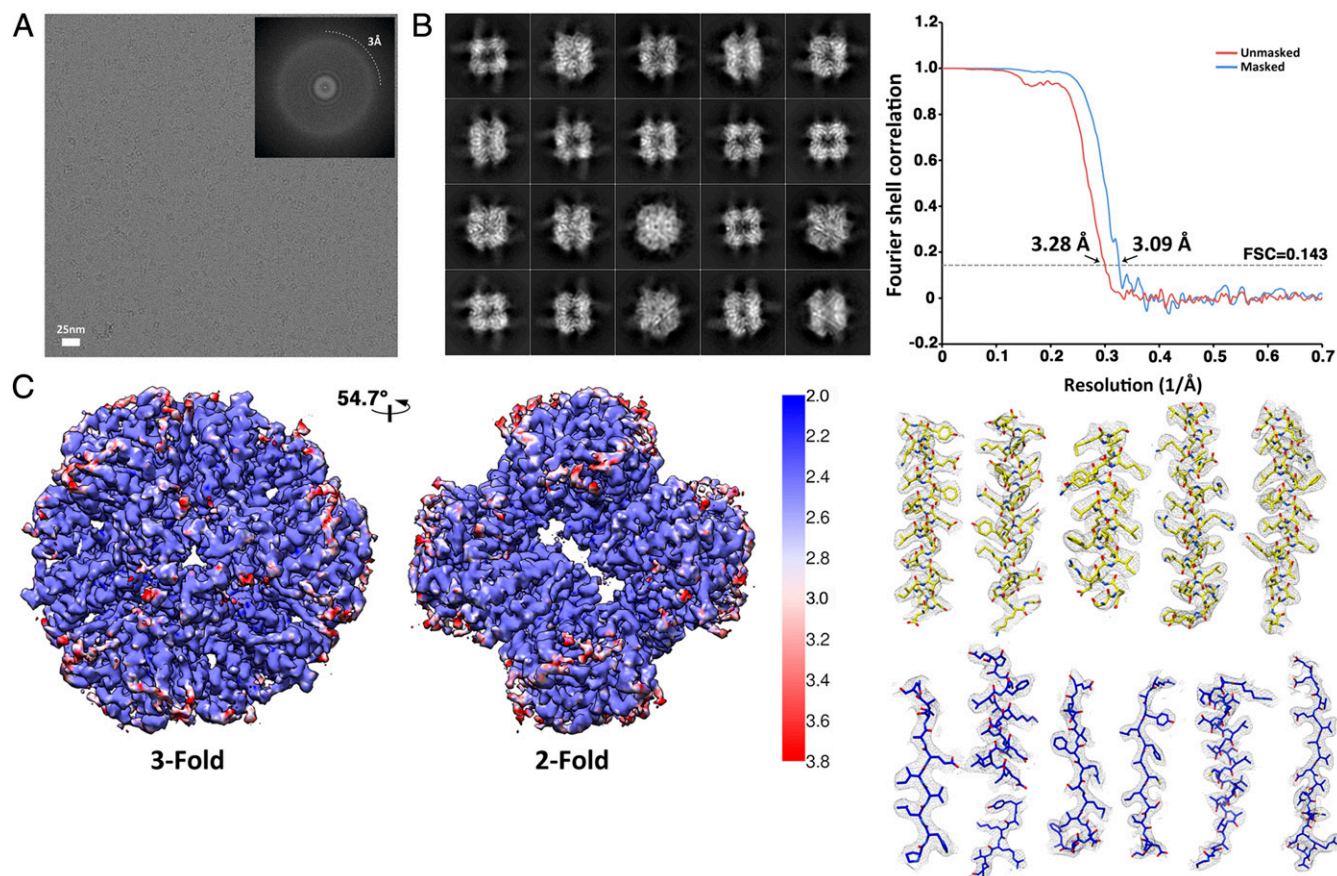 A
3Å
25nm
B
1.2
1.0
0.8
0.6
0.4
0.2
0
-0.2
Fourier shell correlation
Unmasked
Masked
3.28 Å
3.09 Å
FSC=0.143
0
0.1
0.2
0.3
0.4
0.5
0.6
0.7
Resolution (1/Å)
C
54.7°
3-Fold
2-Fold
2.0
2.2
2.4
2.6
2.8
3.0
3.2
3.4
3.6
3.8